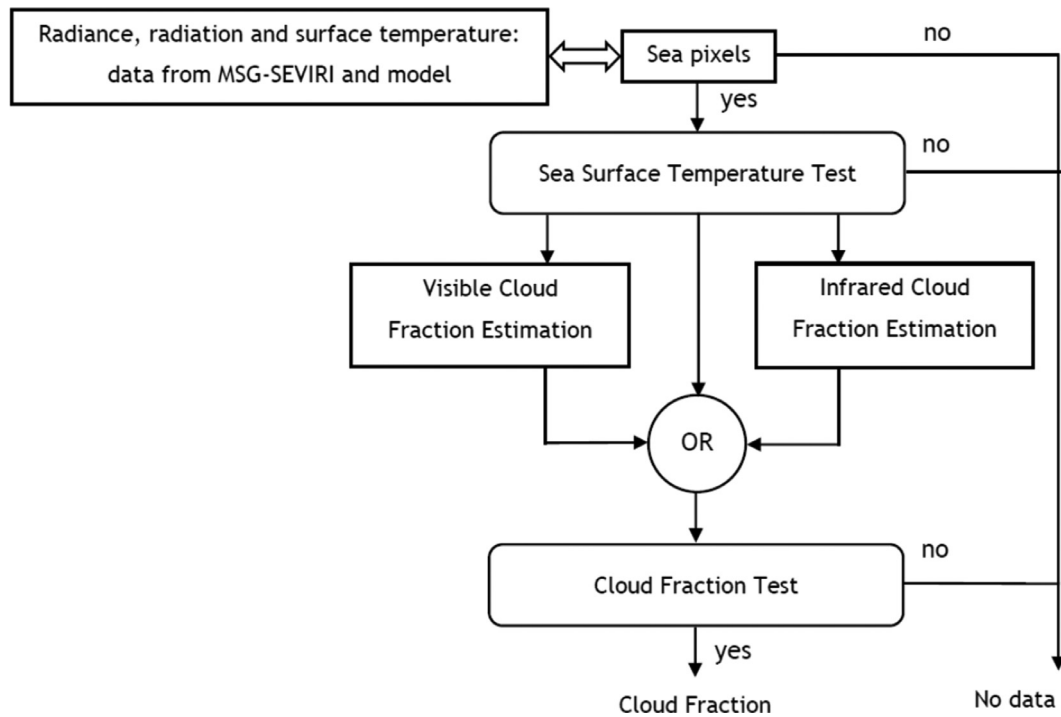 Radiance, radiation and surface temperature:
data from MSG-SEVIRI and model
Sea pixels
no
yes
Sea Surface Temperature Test
no
Visible Cloud
Fraction Estimation
Infrared Cloud
Fraction Estimation
OR
Cloud Fraction Test
no
yes
Cloud Fraction
No data